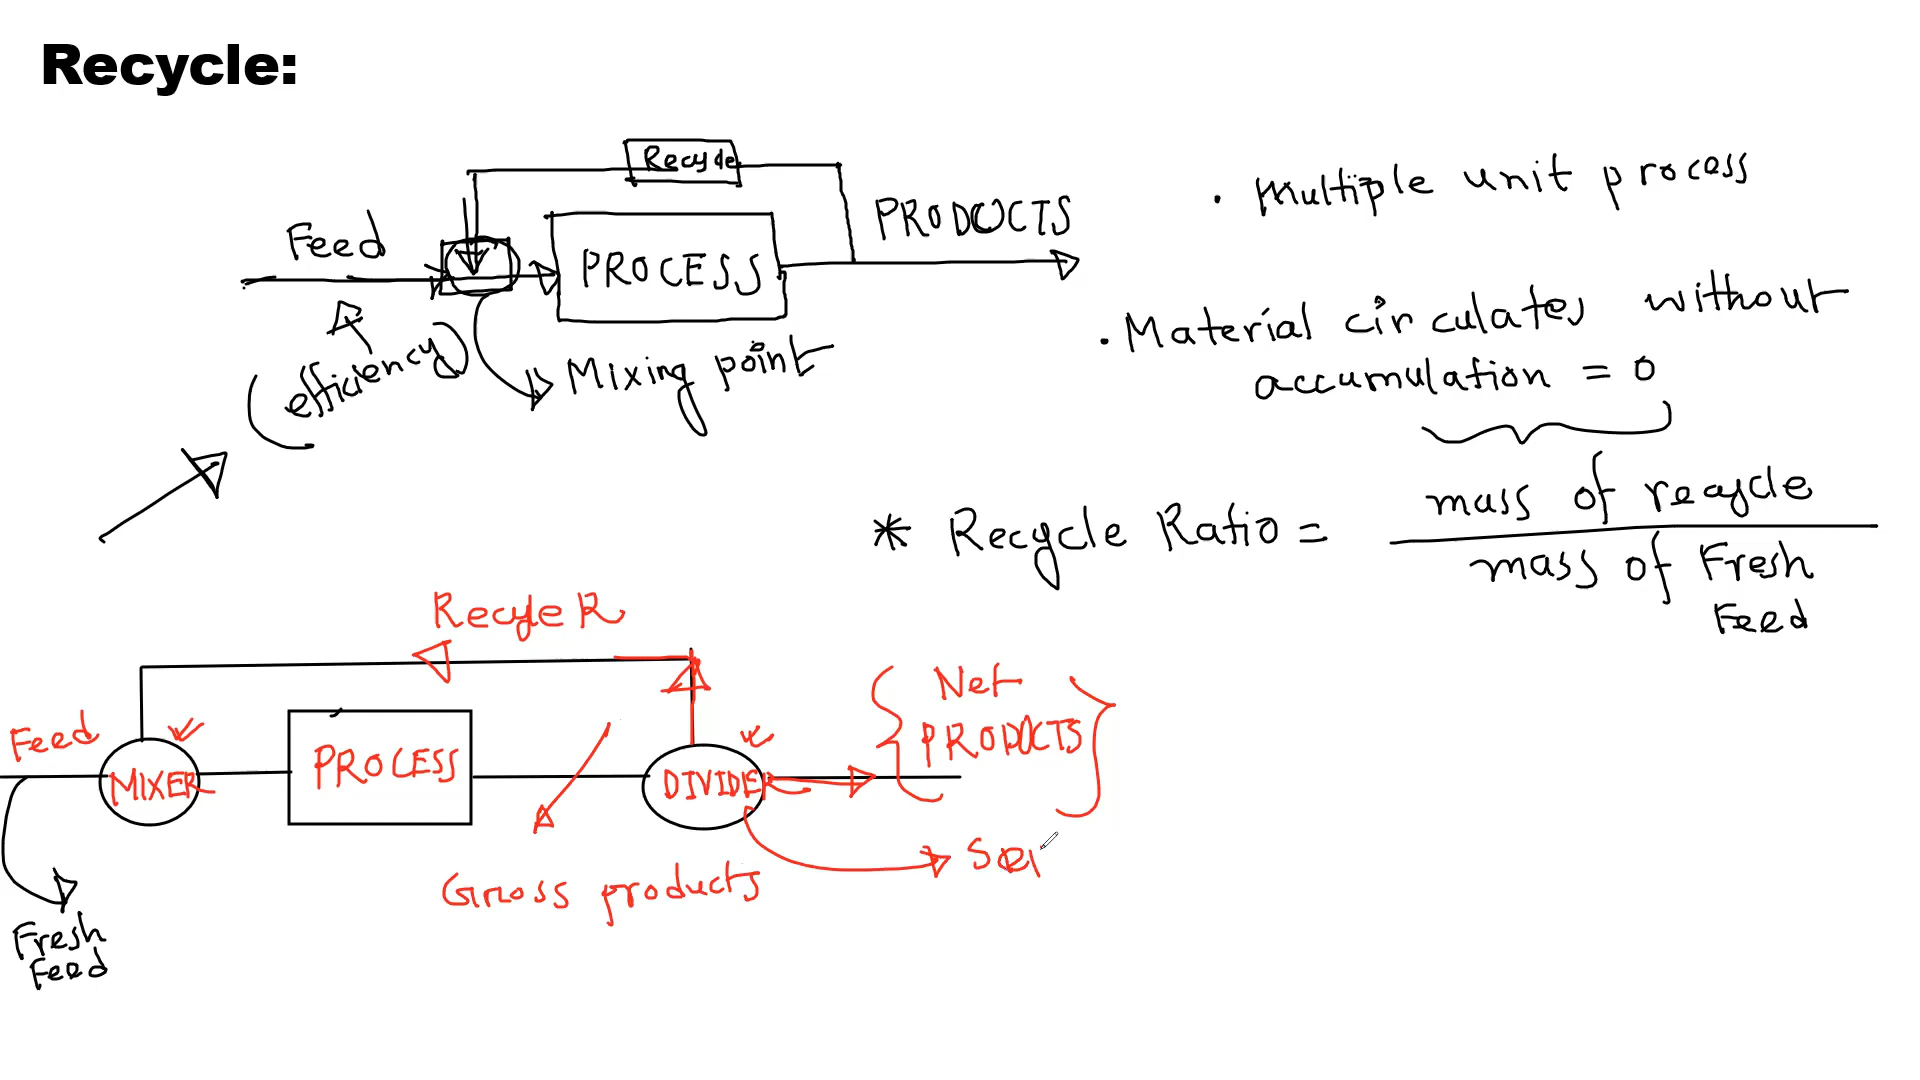 Recycle:
Recycle
Feed
PROCESS
PRODUCTS
(efficiency)
Mixing point
• Multiple unit process
• Material circulates without
accumulation = 0
* Recycle Ratio = mass of recycle
mass of Fresh
Feed
Recycle R
Feed
MIXER
PROCESS
DIVIDER
{ Net
PRODUCTS }
Gross products
Fresh
Feed